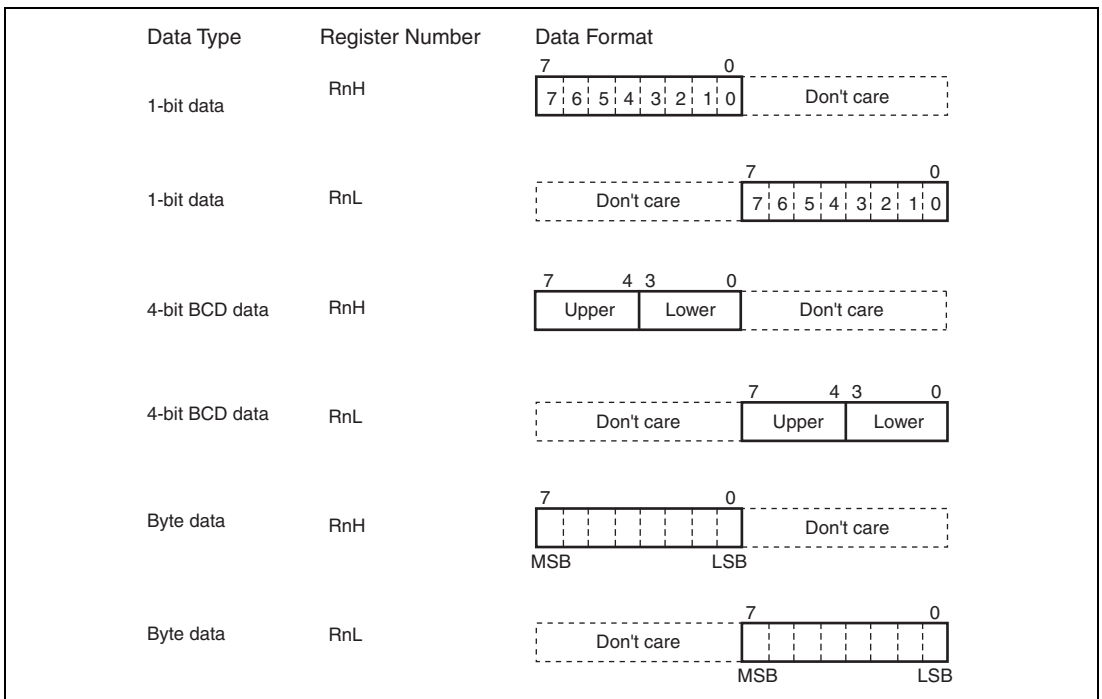 Data Type Register Number Data Format
7 0
1-bit data RnH 7 6 5 4 3 2 1 0 Don't care
7 0
1-bit data RnL Don't care 7 6 5 4 3 2 1 0
7 4 3 0
4-bit BCD data RnH Upper Lower Don't care
7 4 3 0
4-bit BCD data RnL Don't care Upper Lower
7 0
Byte data RnH Don't care
MSB LSB
7 0
Byte data RnL Don't care
MSB LSB